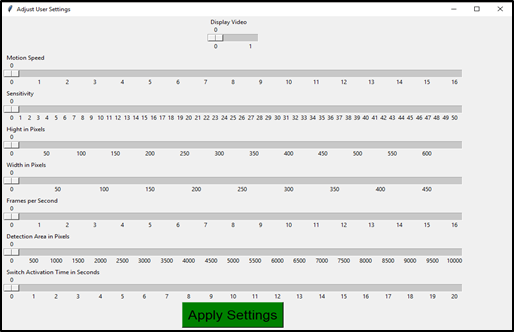 Adjust User Settings
Display Video
0
0 1
Motion Speed
0
0 1 2 3 4 5 6 7 8 9 10 11 12 13 14 15 16
Sensitivity
0
0 1 2 3 4 5 6 7 8 9 10 11 12 13 14 15 16 17 18 19 20 21 22 23 24 25 26 27 28 29 30 31 32 33 34 35 36 37 38 39 40 41 42 43 44 45 46 47 48 49 50
Hight in Pixels
0
0 50 100 150 200 250 300 350 400 450 500 550 600
Width in Pixels
0
0 50 100 150 200 250 300 350 400 450
Frames per Second
0
0 1 2 3 4 5 6 7 8 9 10 11 12 13 14 15 16
Detection Area in Pixels
0
0 500 1000 1500 2000 2500 3000 3500 4000 4500 5000 5500 6000 6500 7000 7500 8000 8500 9000 9500 10000
Switch Activation Time in Seconds
0
0 1 2 3 4 5 6 7 8 9 10 11 12 13 14 15 16 17 18 19 20
Apply Settings